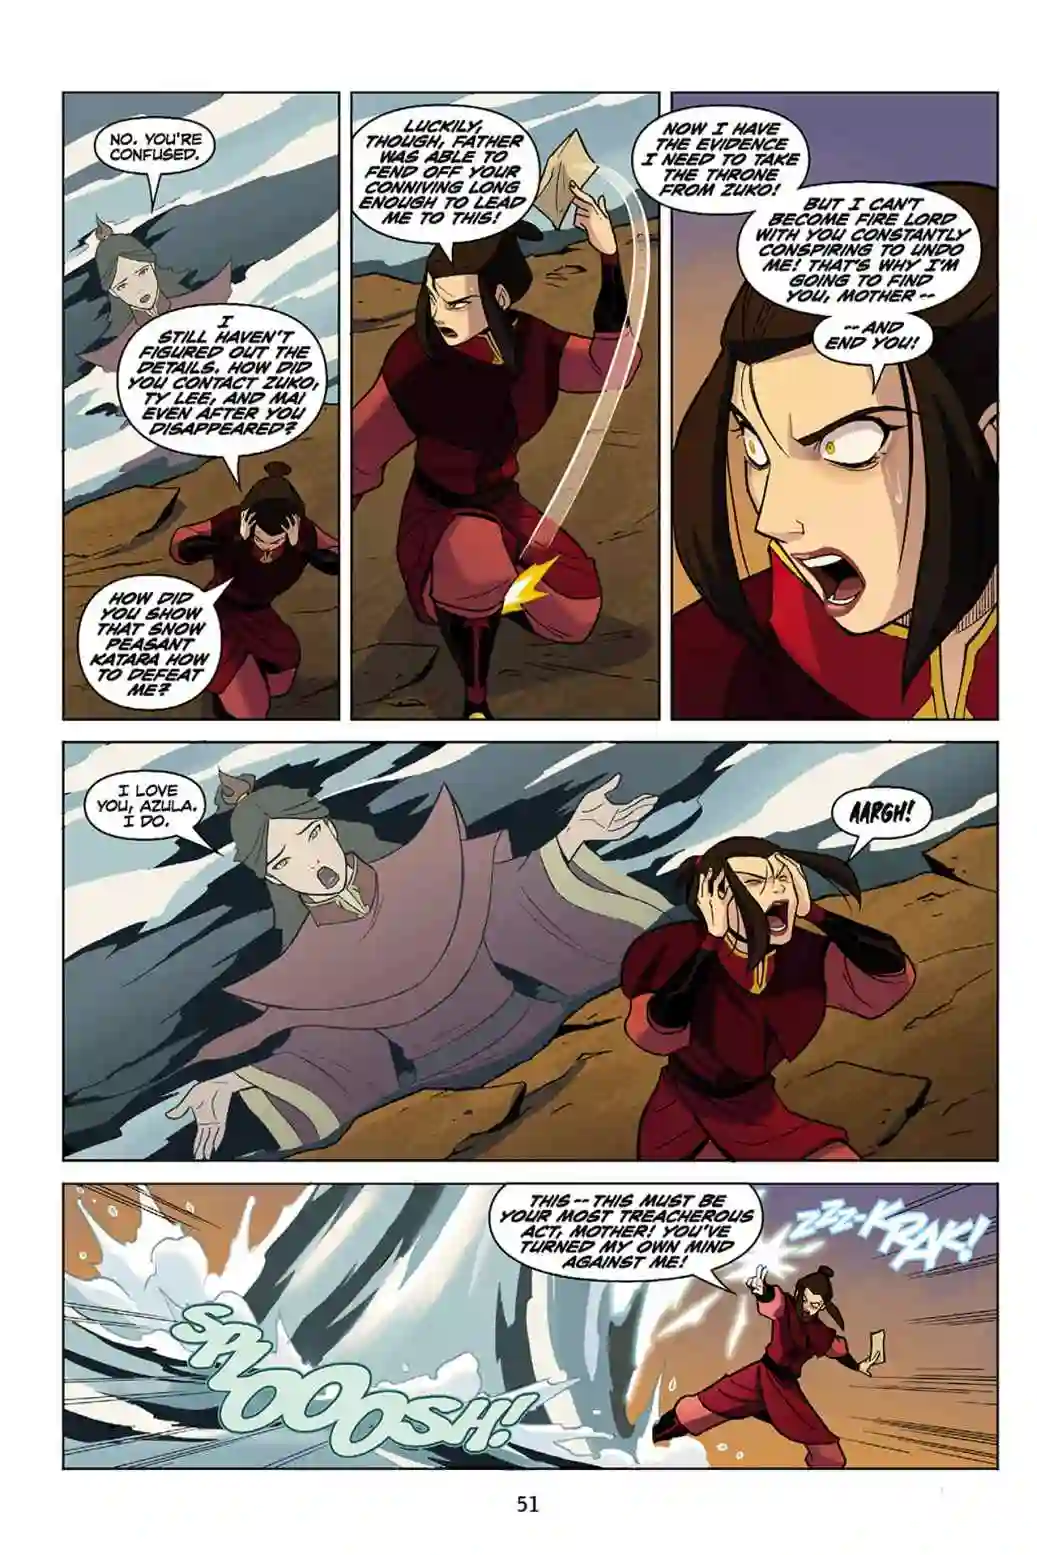 NO. YOU'RE
CONFUSED.
I
STILL HAVEN'T
FIGURED OUT THE
DETAILS. HOW DID
YOU CONTACT ZUKO,
TY LEE, AND MAI
EVEN AFTER YOU
DISAPPEARED?
HOW DID
YOU SHOW
THAT SNOW
PEASANT
KATARA HOW
TO DEFEAT
ME?
LUCKILY,
THOUGH, FATHER
WAS ABLE TO
FEND OFF YOUR
CONNIVING LONG
ENOUGH TO LEAD
ME TO THIS!
NOW I HAVE
THE EVIDENCE
I NEED TO TAKE
THE THRONE
FROM ZUKO!
BUT I CAN'T
BECOME FIRE LORD
WITH YOU CONSTANTLY
CONSPIRING TO UNDO
ME! THAT'S WHY I'M
GOING TO FIND
YOU, MOTHER--
--AND
END YOU!
I LOVE
YOU, AZULA.
I DO.
AARGH!
THIS--THIS MUST BE
YOUR MOST TREACHEROUS
ACT, MOTHER! YOU'VE
TURNED MY OWN MIND
AGAINST ME!
ZZZ-KRAK!
SPLOOOOSH!
51